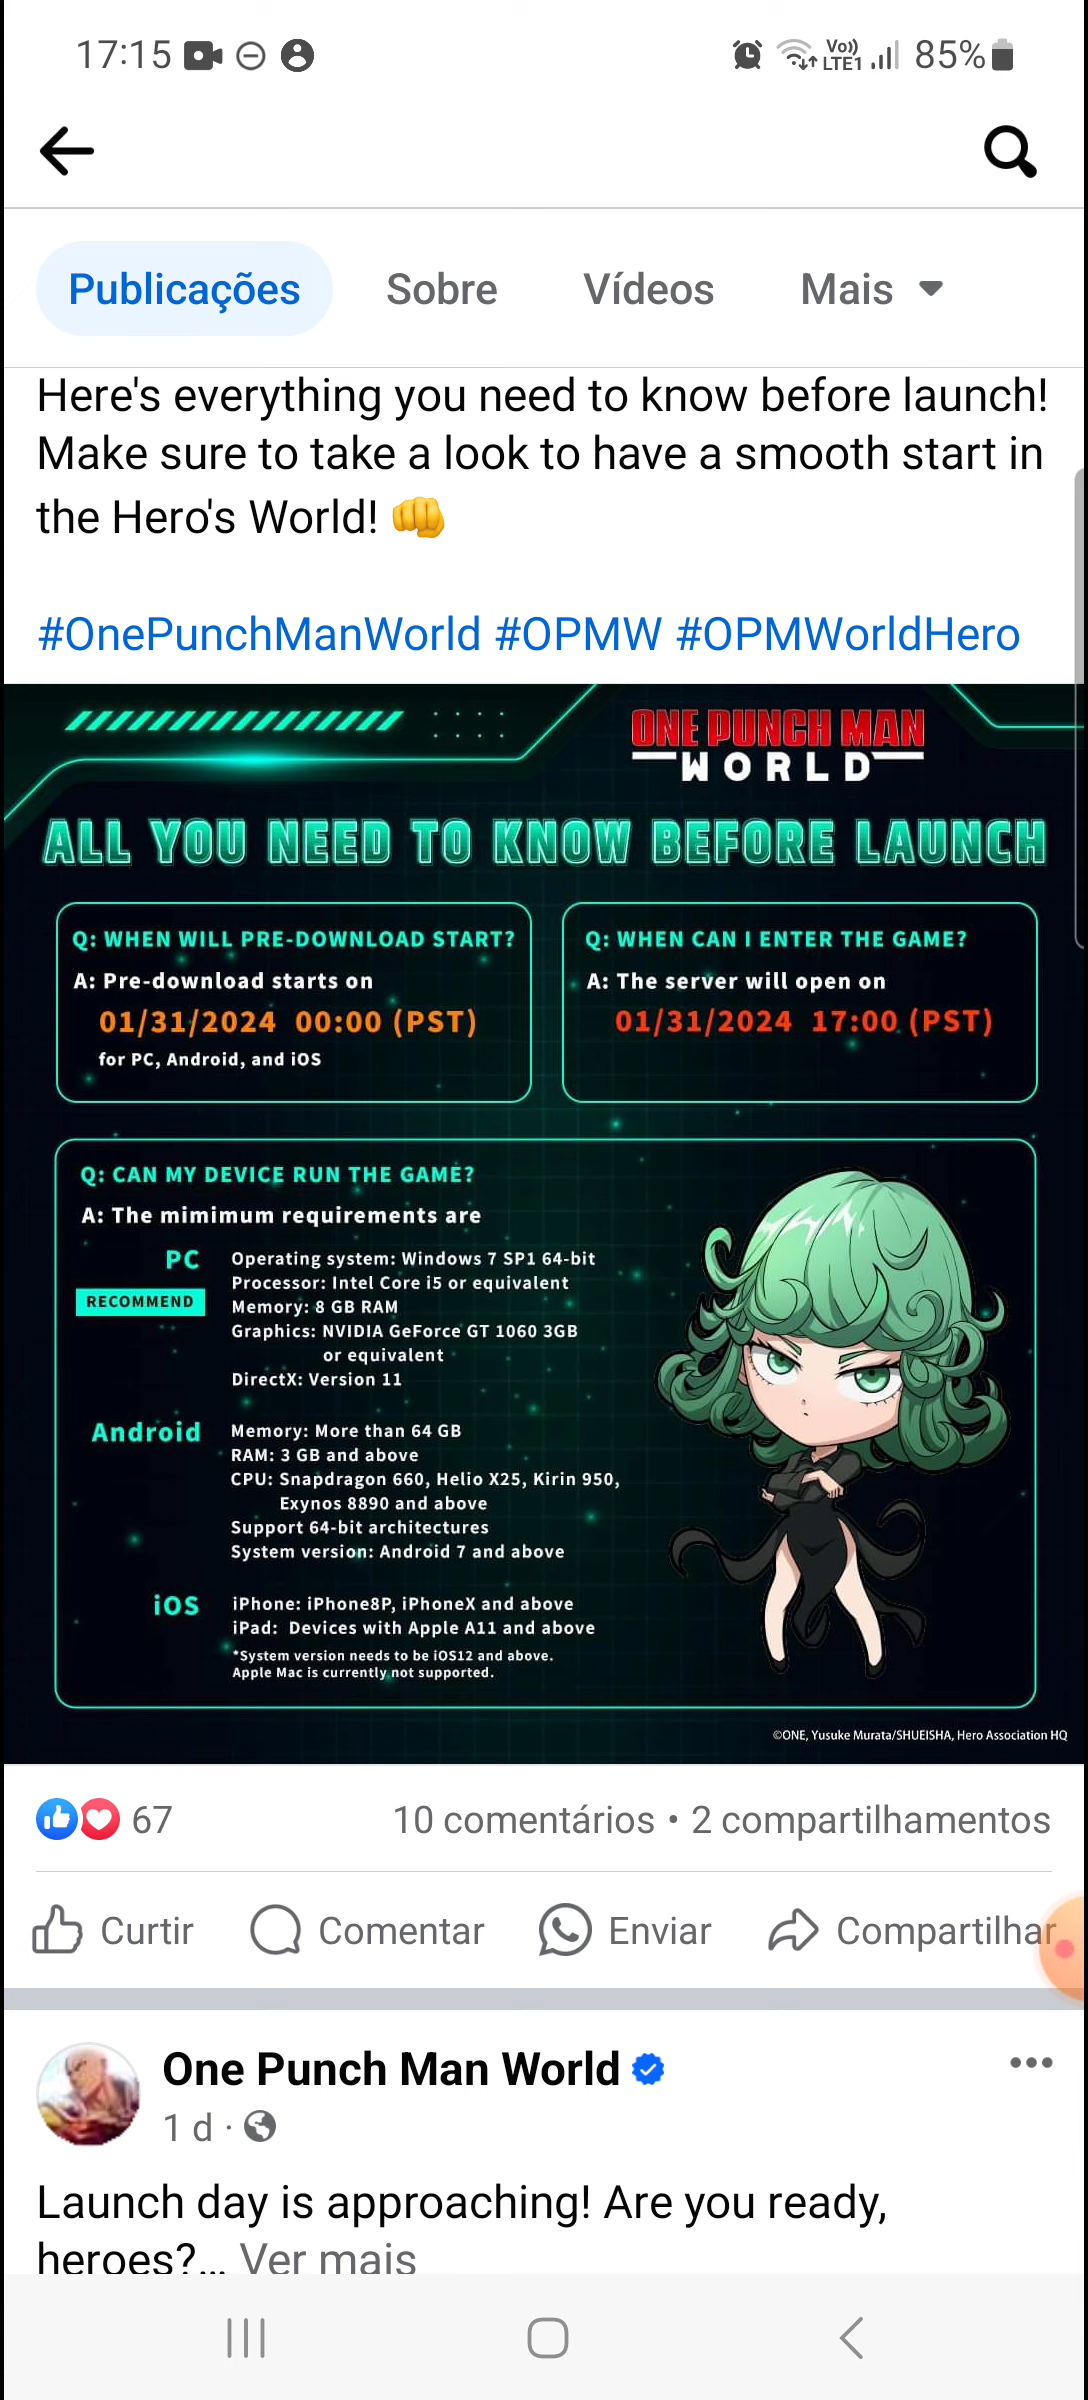 17:15
Vo))
LTE1
85%
Publicações Sobre Vídeos Mais
Here's everything you need to know before launch!
Make sure to take a look to have a smooth start in
the Hero's World! 👊
#OnePunchManWorld #OPMW #OPMWorldHero
ONE PUNCH MAN
WORLD
ALL YOU NEED TO KNOW BEFORE LAUNCH
Q: WHEN WILL PRE-DOWNLOAD START?
A: Pre-download starts on
01/31/2024 00:00 (PST)
for PC, Android, and iOS
Q: WHEN CAN I ENTER THE GAME?
A: The server will open on
01/31/2024 17:00 (PST)
Q: CAN MY DEVICE RUN THE GAME?
A: The mimimum requirements are
PC
RECOMMEND
Operating system: Windows 7 SP1 64-bit
Processor: Intel Core i5 or equivalent
Memory: 8 GB RAM
Graphics: NVIDIA GeForce GT 1060 3GB
or equivalent
DirectX: Version 11
Android
Memory: More than 64 GB
RAM: 3 GB and above
CPU: Snapdragon 660, Helio X25, Kirin 950,
Exynos 8890 and above
Support 64-bit architectures
System version: Android 7 and above
iOS
iPhone: iPhone8P, iPhoneX and above
iPad: Devices with Apple A11 and above
*System version needs to be iOS12 and above.
Apple Mac is currently not supported.
©ONE, Yusuke Murata/SHUEISHA, Hero Association HQ
67 10 comentários • 2 compartilhamentos
Curtir Comentar Enviar Compartilhar
One Punch Man World
1 d ·
Launch day is approaching! Are you ready,
heroes?... Ver mais